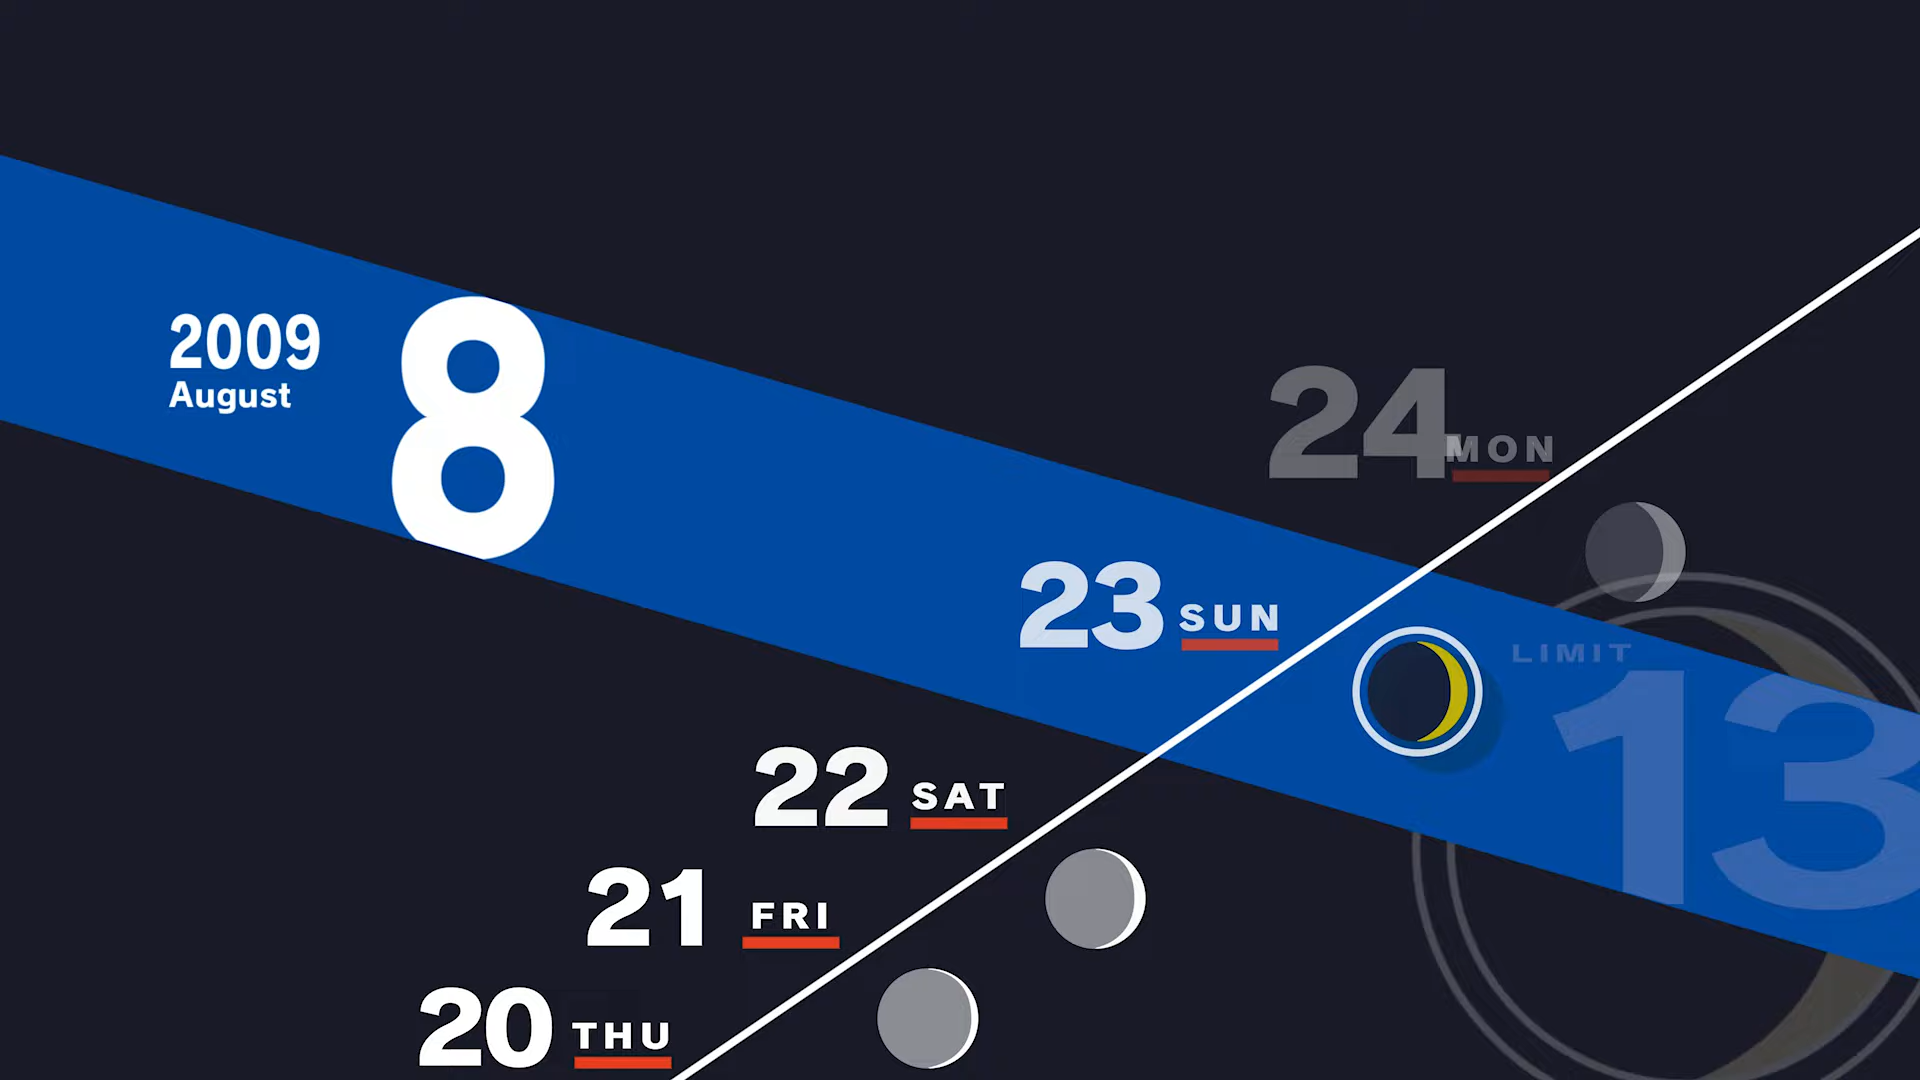 2009
August
8
24 MON
23 SUN
LIMIT
13
22 SAT
21 FRI
20 THU